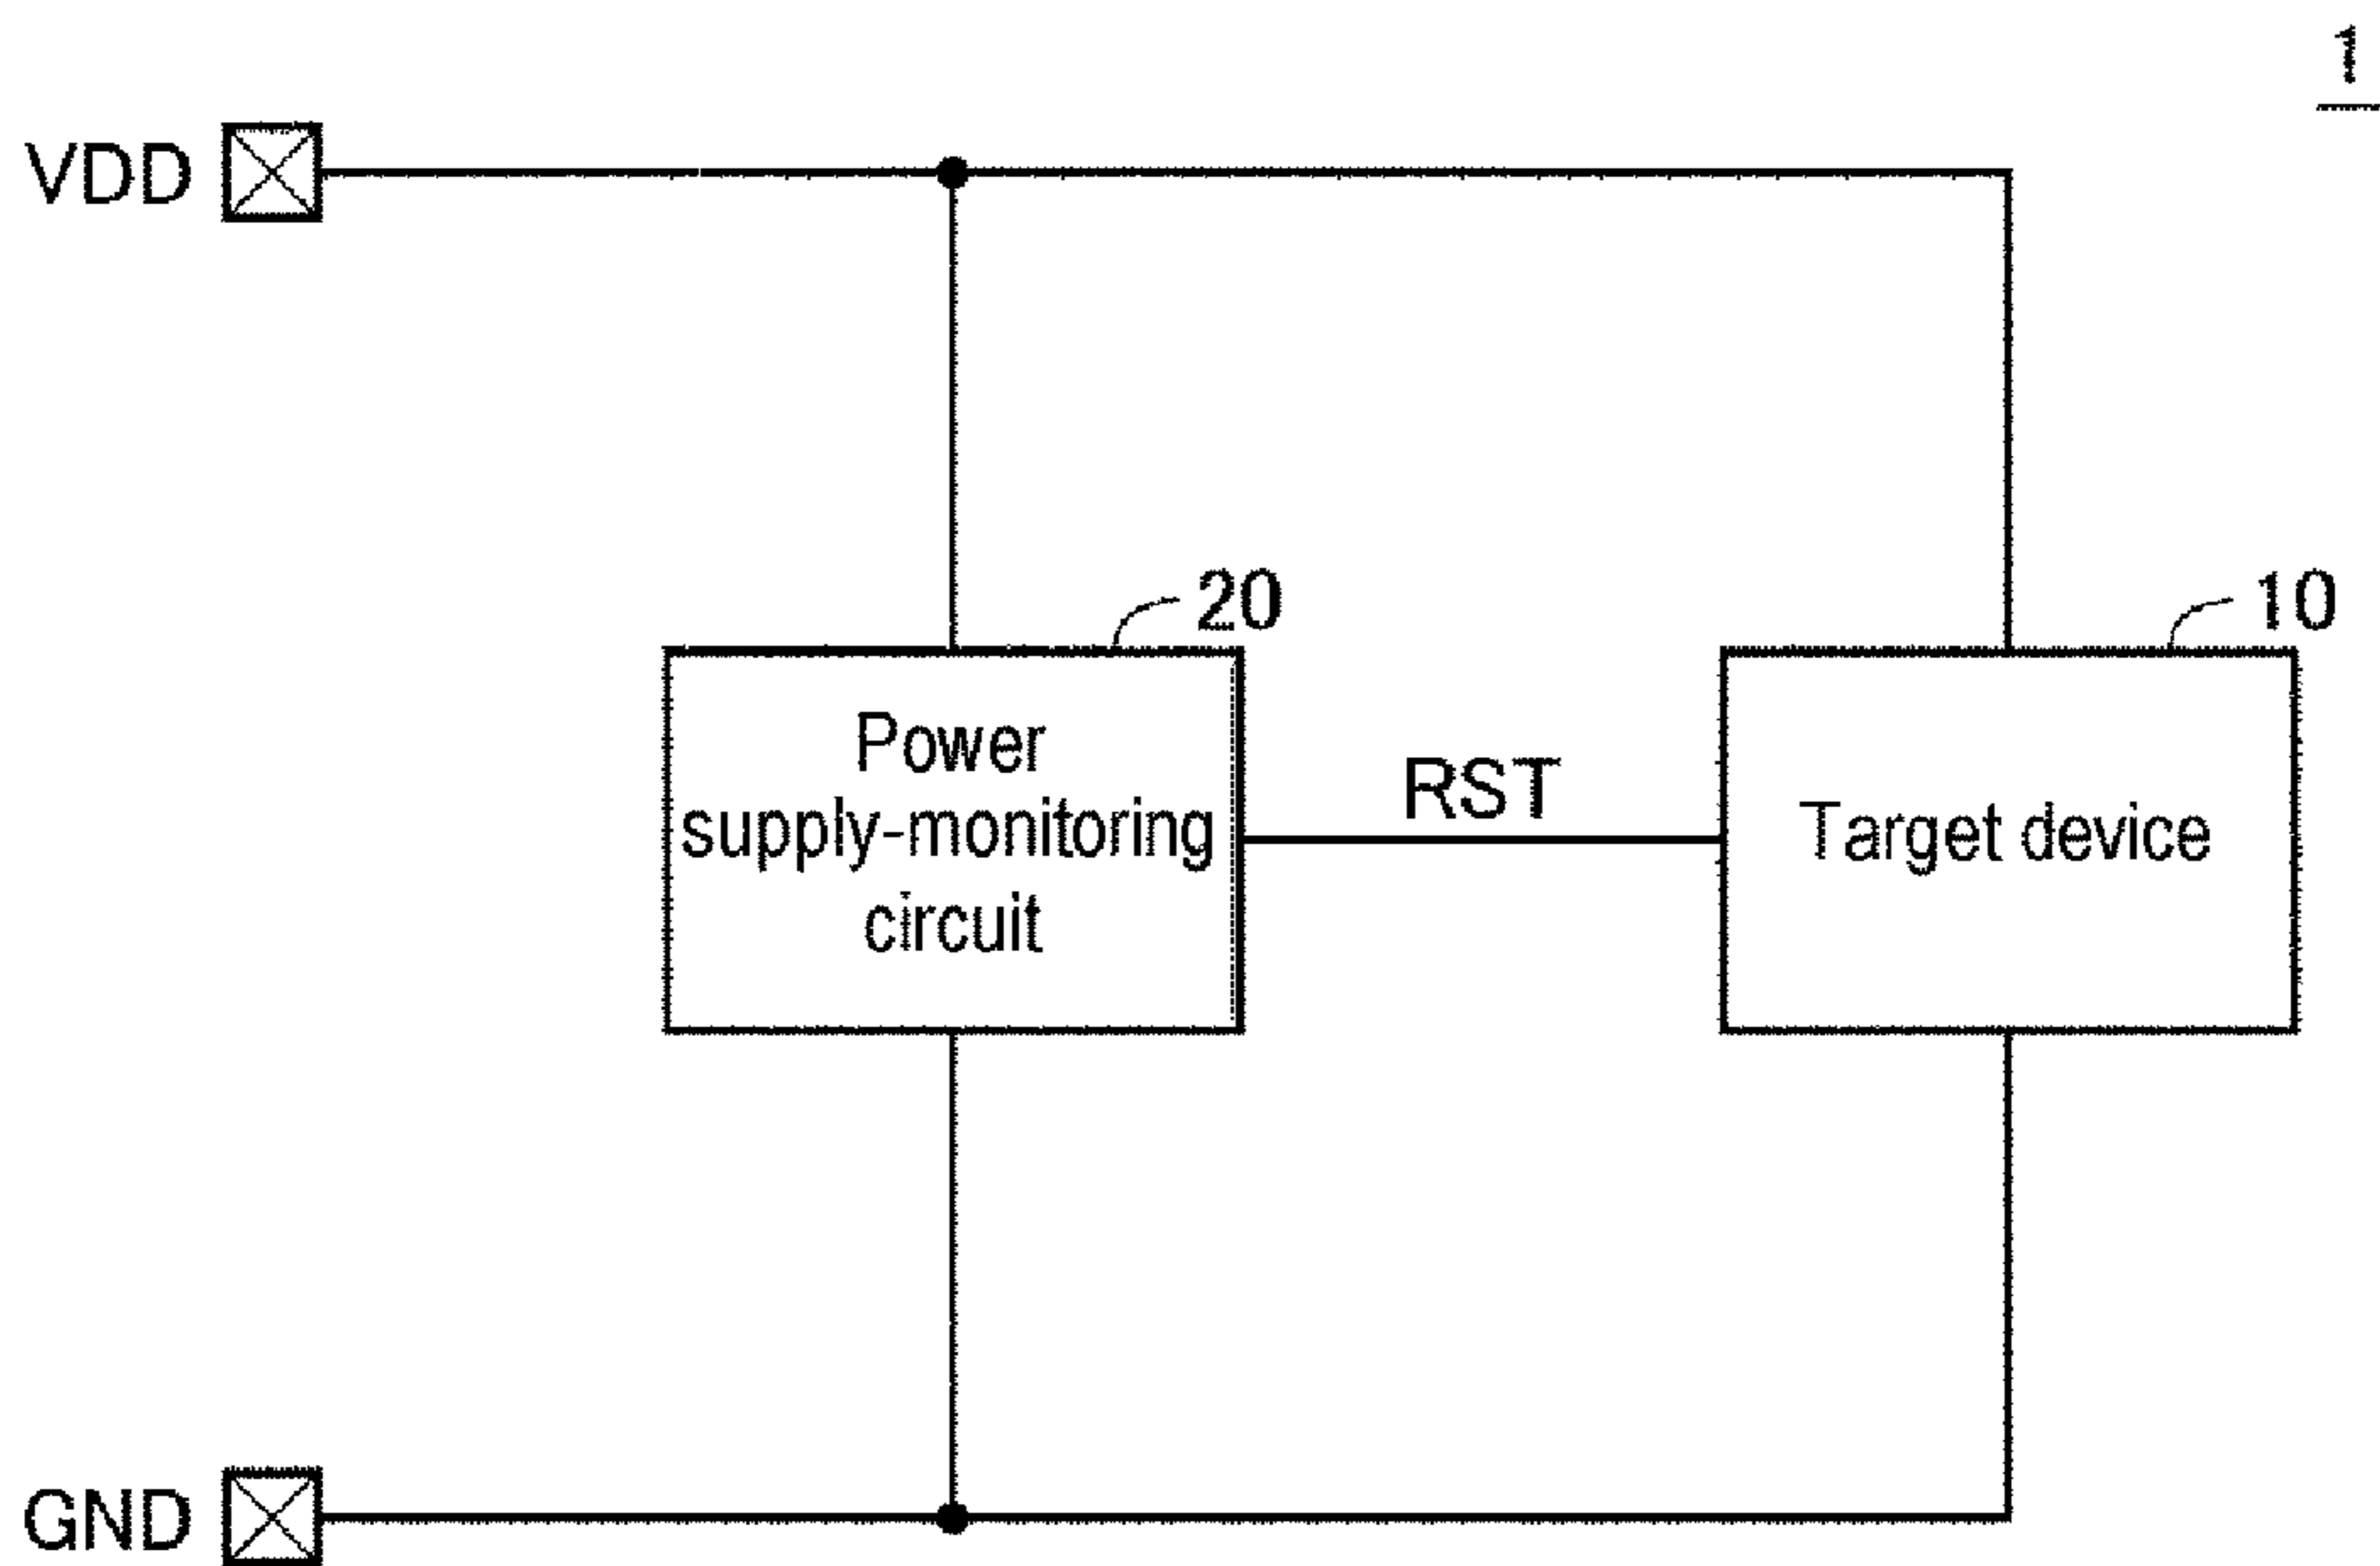 1
VDD
20
10
Power
supply-monitoring
circuit
RST
Target device
GND